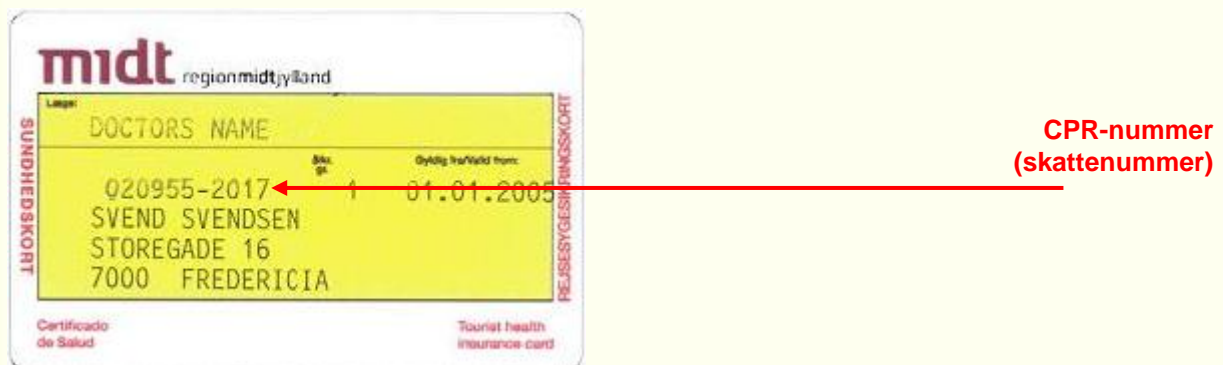 midt regionmidtjylland
Læge:
DOCTORS NAME
Sikr. gr. Gyldig fra/Valid from:
020955-2017 1 01.01.2005
SVEND SVENDSEN
STOREGADE 16
7000 FREDERICIA
SUNDHEDSKORT
REJSESYGESIKRINGSKORT
Certificado
de Salud
Tourist health
insurance card
CPR-nummer
(skattenummer)